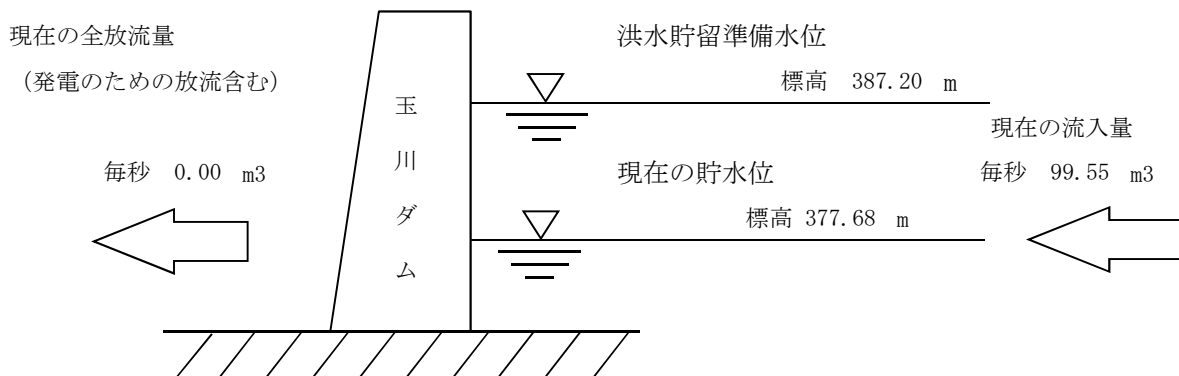 現在の全放流量
（発電のための放流含む）
毎秒 0.00 m3
玉川ダム
洪水貯留準備水位
標高 387.20 m
現在の貯水位
標高 377.68 m
現在の流入量
毎秒 99.55 m3